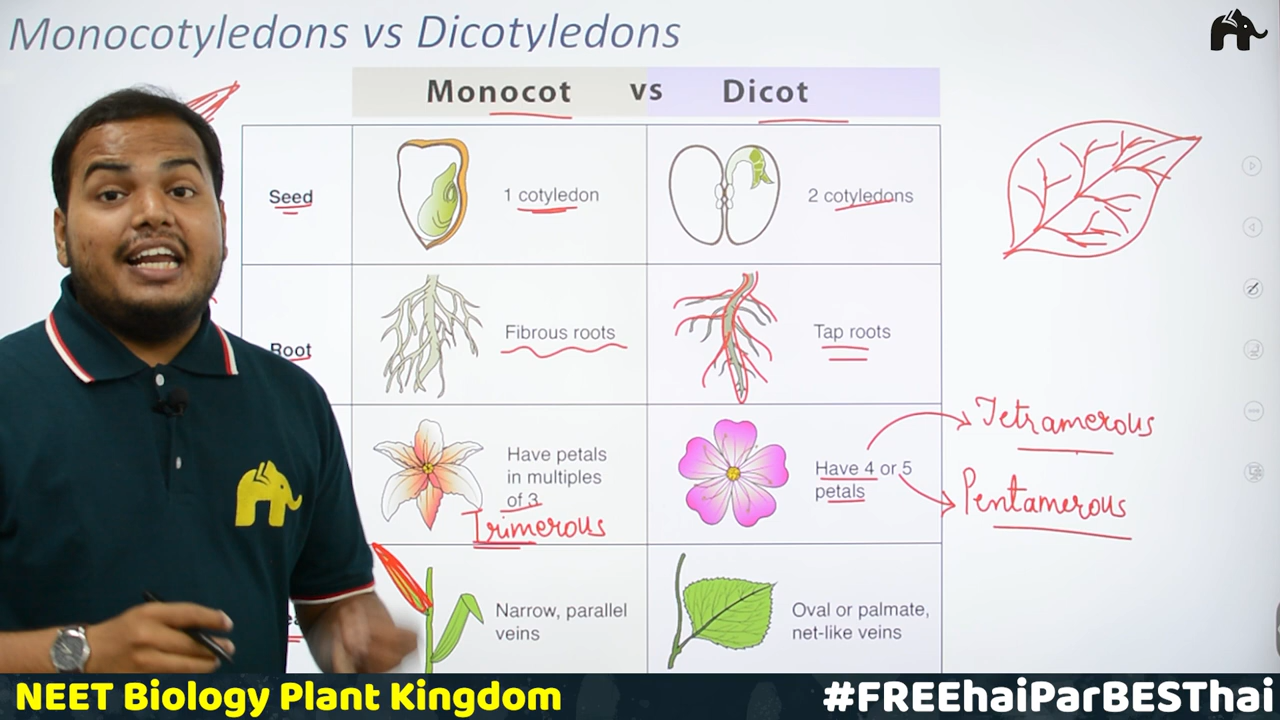 Monocotyledons vs Dicotyledons
Monocot vs Dicot
Seed
1 cotyledon
2 cotyledons
Root
Fibrous roots
Tap roots
Have petals
in multiples
of 3
Trimerous
Have 4 or 5
petals
Tetramerous
Pentamerous
Narrow, parallel
veins
Oval or palmate,
net-like veins
NEET Biology Plant Kingdom
#FREEhaiParBESThai